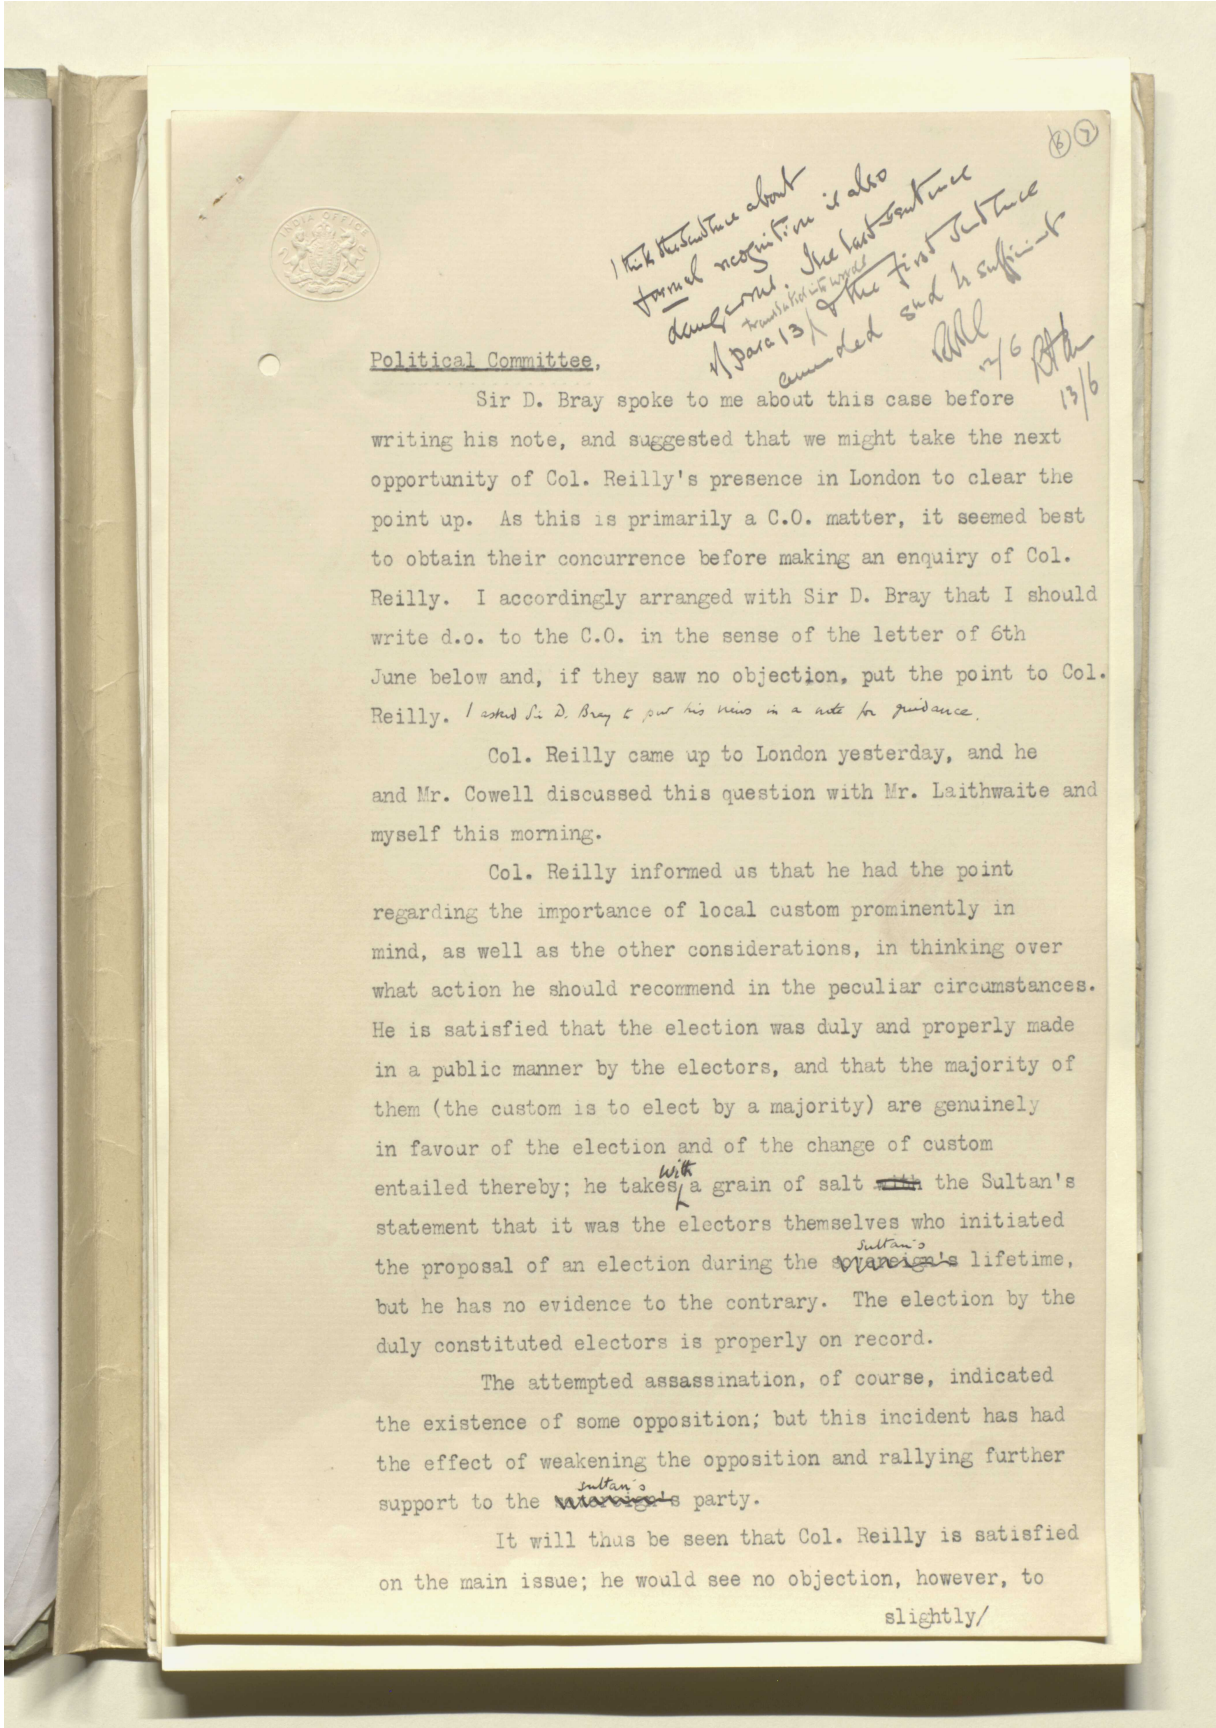 6 7
INDIA OFFICE
I think the sentence about
formal recognition is also
dangerous. The last sentence
of para 13 translated into words & the first sentence
amended shd be sufficient
12/6
13/6
Political Committee,
Sir D. Bray spoke to me about this case before
writing his note, and suggested that we might take the next
opportunity of Col. Reilly's presence in London to clear the
point up. As this is primarily a C.O. matter, it seemed best
to obtain their concurrence before making an enquiry of Col.
Reilly. I accordingly arranged with Sir D. Bray that I should
write d.o. to the C.O. in the sense of the letter of 6th
June below and, if they saw no objection, put the point to Col.
Reilly. I asked Sir D. Bray to put his views in a note for guidance.
Col. Reilly came up to London yesterday, and he
and Mr. Cowell discussed this question with Mr. Laithwaite and
myself this morning.
Col. Reilly informed us that he had the point
regarding the importance of local custom prominently in
mind, as well as the other considerations, in thinking over
what action he should recommend in the peculiar circumstances.
He is satisfied that the election was duly and properly made
in a public manner by the electors, and that the majority of
them (the custom is to elect by a majority) are genuinely
in favour of the election and of the change of custom
entailed thereby; he takes with a grain of salt with the Sultan's
statement that it was the electors themselves who initiated
the proposal of an election during the sovereign's Sultan's lifetime,
but he has no evidence to the contrary. The election by the
duly constituted electors is properly on record.
The attempted assassination, of course, indicated
the existence of some opposition; but this incident has had
the effect of weakening the opposition and rallying further
support to the sovereign's Sultan's party.
It will thus be seen that Col. Reilly is satisfied
on the main issue; he would see no objection, however, to
slightly/